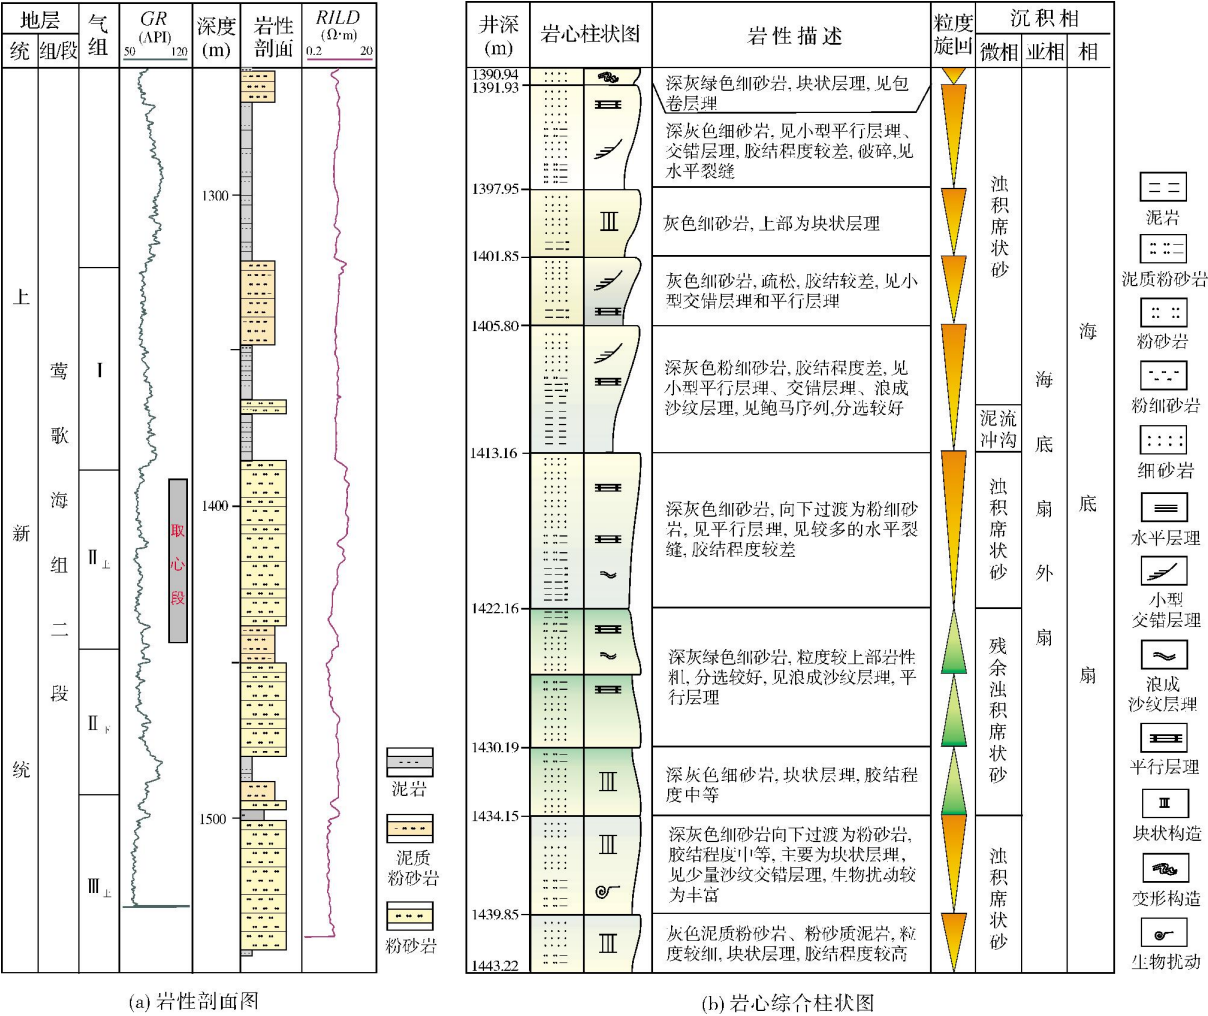 地层
统
组/段
气组
GR
(API)
50
120
深度
(m)
岩性
剖面
RILD
(Ω·m)
0.2
20
上新统
莺歌海组二段
I
II上
II下
III上
取心段
1300
1400
1500
泥岩
泥质
粉砂岩
粉砂岩
(a) 岩性剖面图
井深
(m)
岩心柱状图
岩性描述
粒度
旋回
沉积相
微相
亚相
相
1390.94
1391.93
1397.95
1401.85
1405.80
1413.16
1422.16
1430.19
1434.15
1439.85
1443.22
深灰绿色细砂岩, 块状层理, 见包
卷层理
深灰色细砂岩, 见小型平行层理、
交错层理, 胶结程度较差, 破碎,见
水平裂缝
灰色细砂岩, 上部为块状层理
灰色细砂岩, 疏松, 胶结较差, 见小
型交错层理和平行层理
深灰色粉细砂岩, 胶结程度差, 见
小型平行层理、交错层理、浪成
沙纹层理, 见鲍马序列,分选较好
深灰色细砂岩, 向下过渡为粉细砂
岩, 见平行层理, 见较多的水平裂
缝, 胶结程度较差
深灰绿色细砂岩, 粒度较上部岩性
粗, 分选较好, 见浪成沙纹层理, 平
行层理
深灰色细砂岩, 块状层理, 胶结程
度中等
深灰色细砂岩向下过渡为粉砂岩,
胶结程度中等, 主要为块状层理,
见少量沙纹交错层理, 生物扰动较
为丰富
灰色泥质粉砂岩、粉砂质泥岩, 粒
度较细, 块状层理, 胶结程度较高
浊积席状砂
泥流
冲沟
浊积席状砂
残余浊积席状砂
浊积席状砂
海底扇外扇
海底扇
泥岩
泥质粉砂岩
粉砂岩
粉细砂岩
细砂岩
水平层理
小型
交错层理
浪成
沙纹层理
平行层理
块状构造
变形构造
生物扰动
(b) 岩心综合柱状图